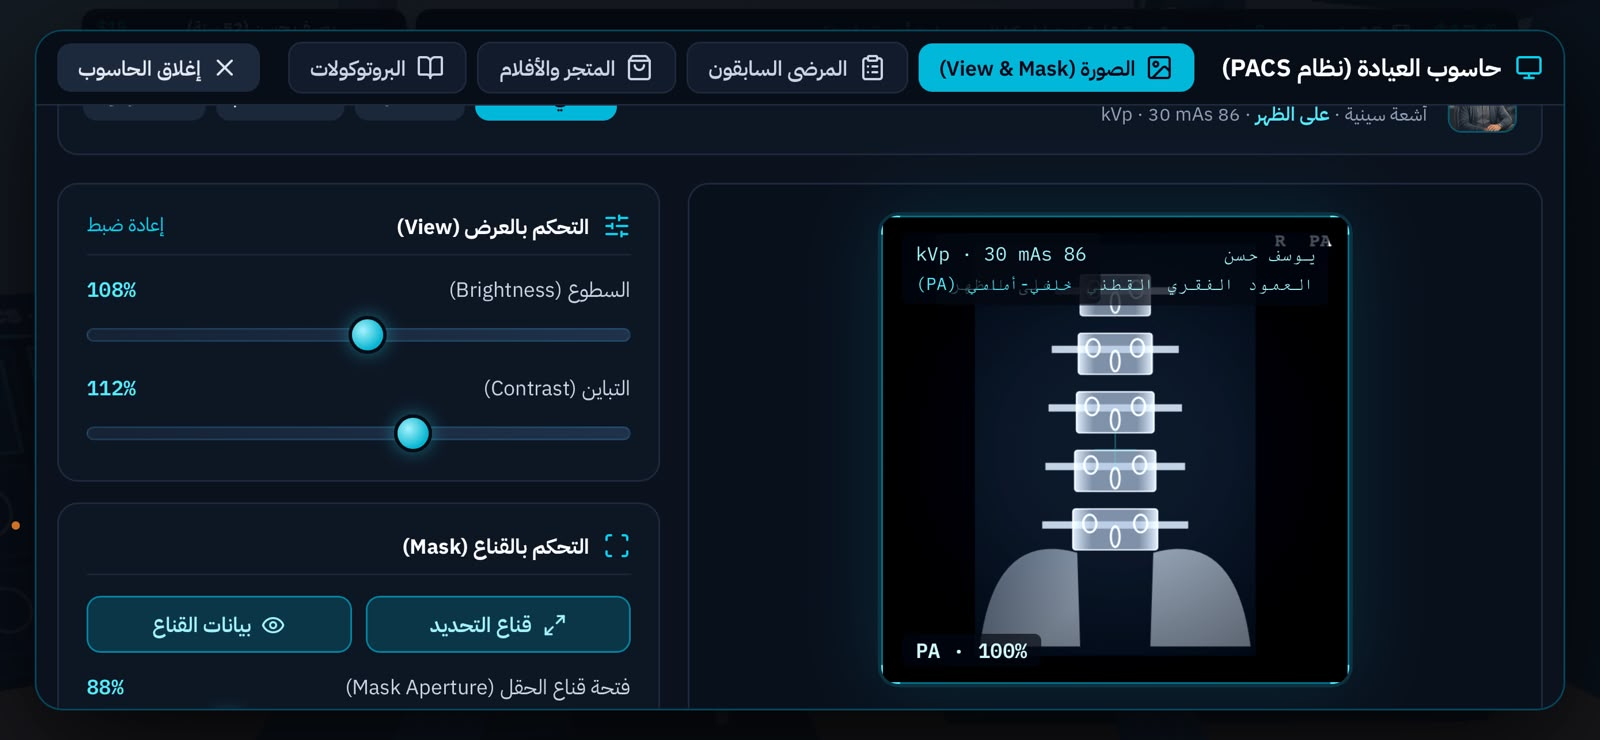 حاسوب العيادة (نظام PACS)
الصورة (View & Mask)
المرضى السابقون
المتجر والأفلام
البروتوكولات
إغلاق الحاسوب
أشعة سينية · على الظهر · 86 kVp · 30 mAs
التحكم بالعرض (View)
إعادة ضبط
السطوع (Brightness)
108%
التباين (Contrast)
112%
التحكم بالقناع (Mask)
قناع التحديد
بيانات القناع
فتحة قناع الحقل (Mask Aperture)
88%
R PA
يوسف حسن
86 kVp · 30 mAs
العمود الفقري القطني خلفي-أمامي (PA)
PA · 100%